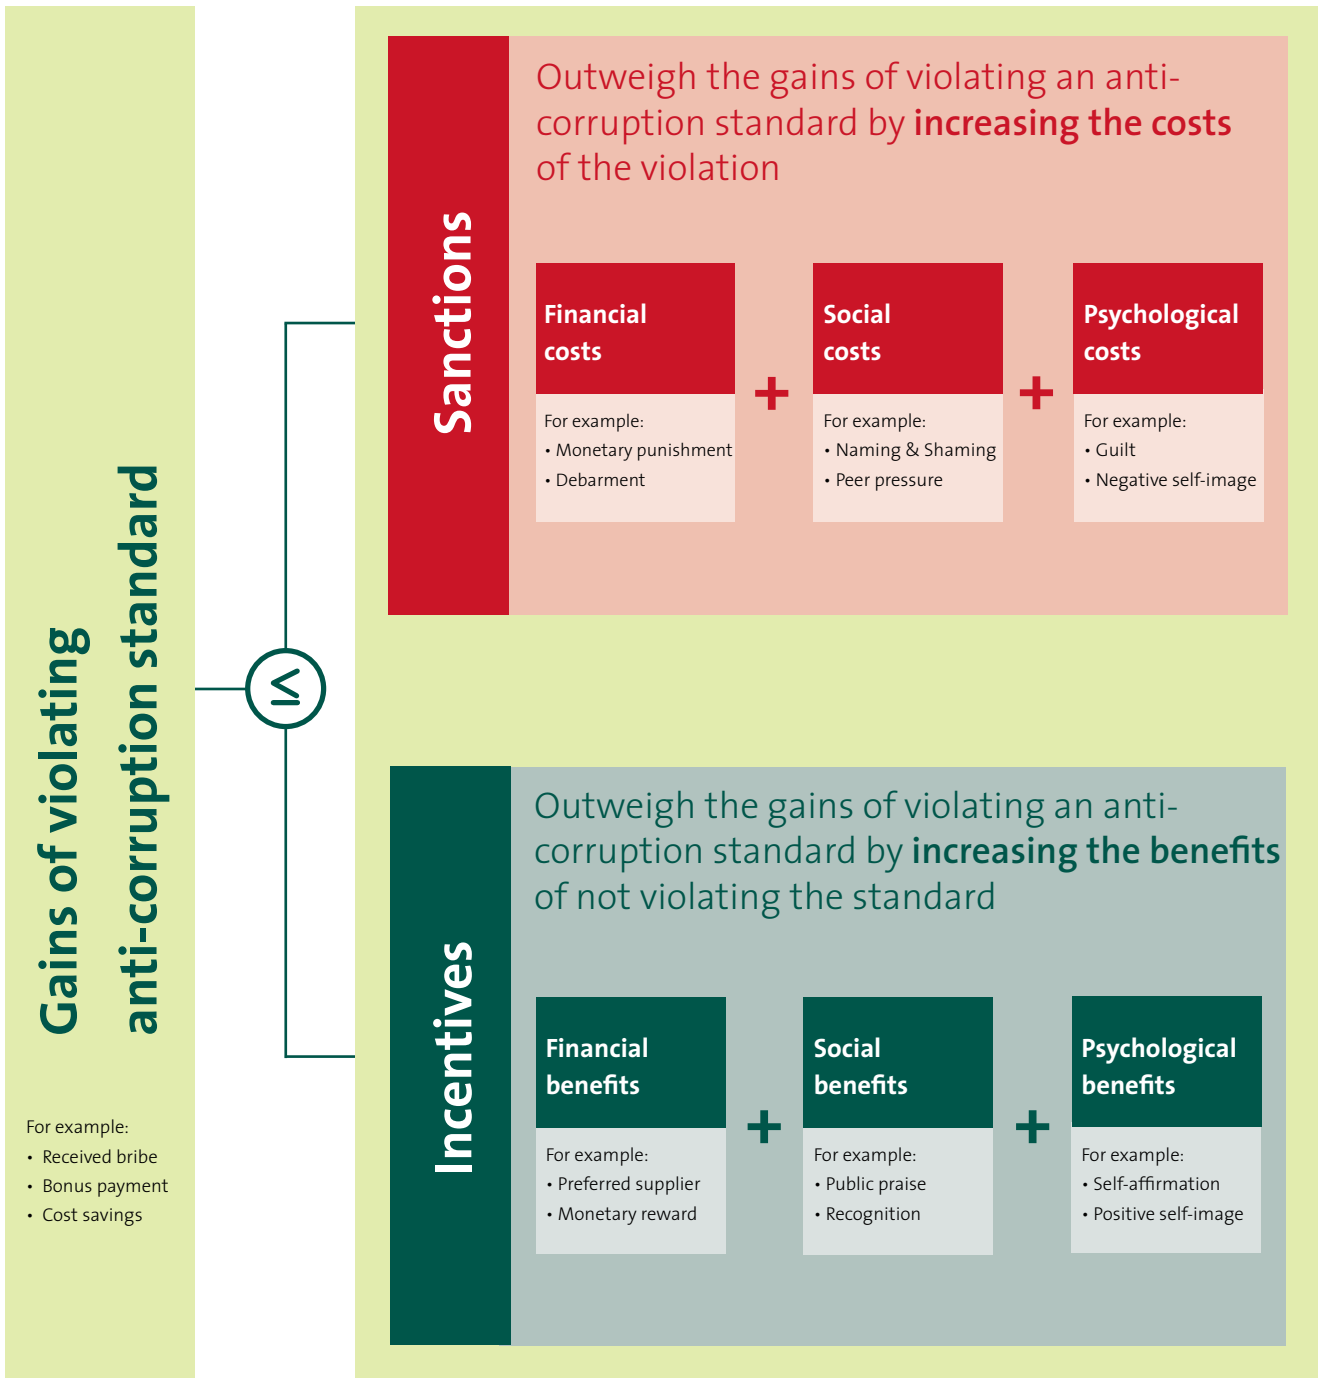 Gains of violating
anti-corruption standard
For example:
• Received bribe
• Bonus payment
• Cost savings
≤
Sanctions
Outweigh the gains of violating an anti-
corruption standard by increasing the costs
of the violation
Financial
costs
For example:
• Monetary punishment
• Debarment
+
Social
costs
For example:
• Naming & Shaming
• Peer pressure
+
Psychological
costs
For example:
• Guilt
• Negative self-image
Incentives
Outweigh the gains of violating an anti-
corruption standard by increasing the benefits
of not violating the standard
Financial
benefits
For example:
• Preferred supplier
• Monetary reward
+
Social
benefits
For example:
• Public praise
• Recognition
+
Psychological
benefits
For example:
• Self-affirmation
• Positive self-image